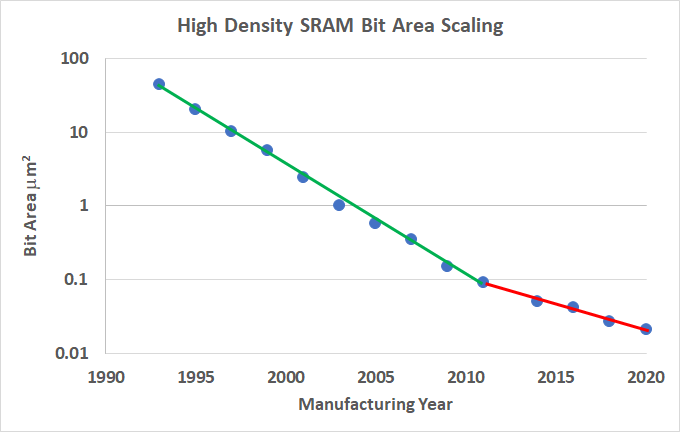 High Density SRAM Bit Area Scaling
100
10
1
0.1
0.01
Bit Area μm²
1990 1995 2000 2005 2010 2015 2020
Manufacturing Year